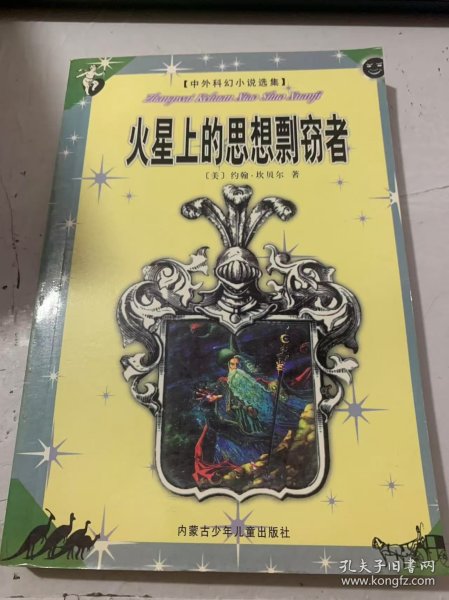 【中外科幻小说选集】
Zhongwai Kehuan Xiao Shuo Xuanji
火星上的思想剽窃者
〔美〕约翰·坎贝尔 著
内蒙古少年儿童出版社
孔夫子旧书网
www.kongfz.com